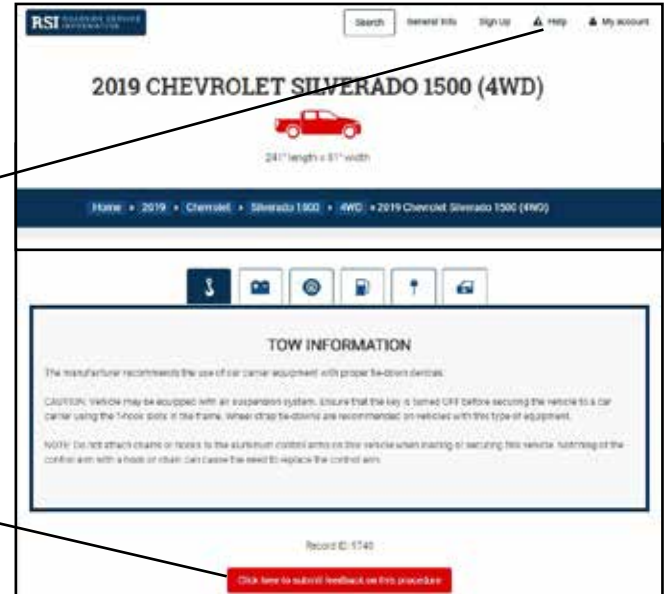 RSI ROADSIDE SERVICE
INFORMATION
Search General Info Sign Up Help My account
2019 CHEVROLET SILVERADO 1500 (4WD)
241" length x 81" width
Home » 2019 » Chevrolet » Silverado 1500 » 4WD » 2019 Chevrolet Silverado 1500 (4WD)
TOW INFORMATION
The manufacturer recommends the use of car carrier equipment with proper tie-down devices.
CAUTION: Vehicle may be equipped with air suspension system. Ensure that the key is turned OFF before securing the vehicle to a car
carrier using the T-hook slots in the frame. Wheel strap tie-downs are recommended on vehicles with this type of equipment.
NOTE: Do not attach chains or hooks to the aluminum control arms on this vehicle when loading or securing this vehicle. Notching of the
control arm with a hook or chain can cause the need to replace the control arm.
Record ID: 5740
Click here to submit feedback on this procedure